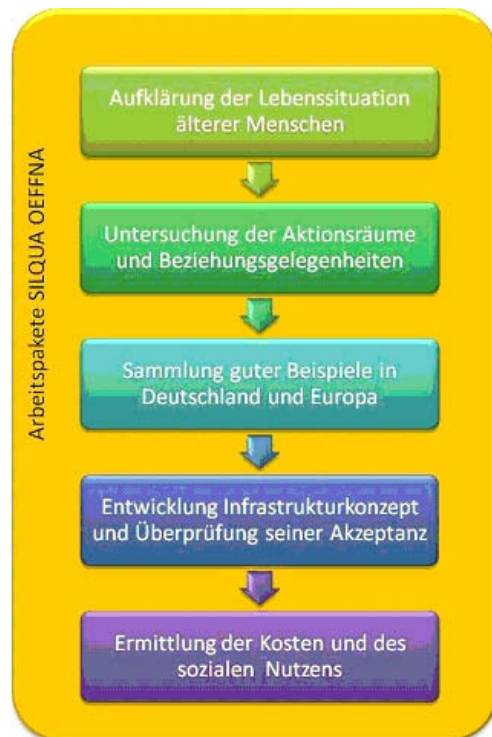 Arbeitspakete SILQUA OEFFNA
Aufklärung der Lebenssituation
älterer Menschen
Untersuchung der Aktionsräume
und Beziehungsgelegenheiten
Sammlung guter Beispiele in
Deutschland und Europa
Entwicklung Infrastrukturkonzept
und Überprüfung seiner Akzeptanz
Ermittlung der Kosten und des
sozialen Nutzens